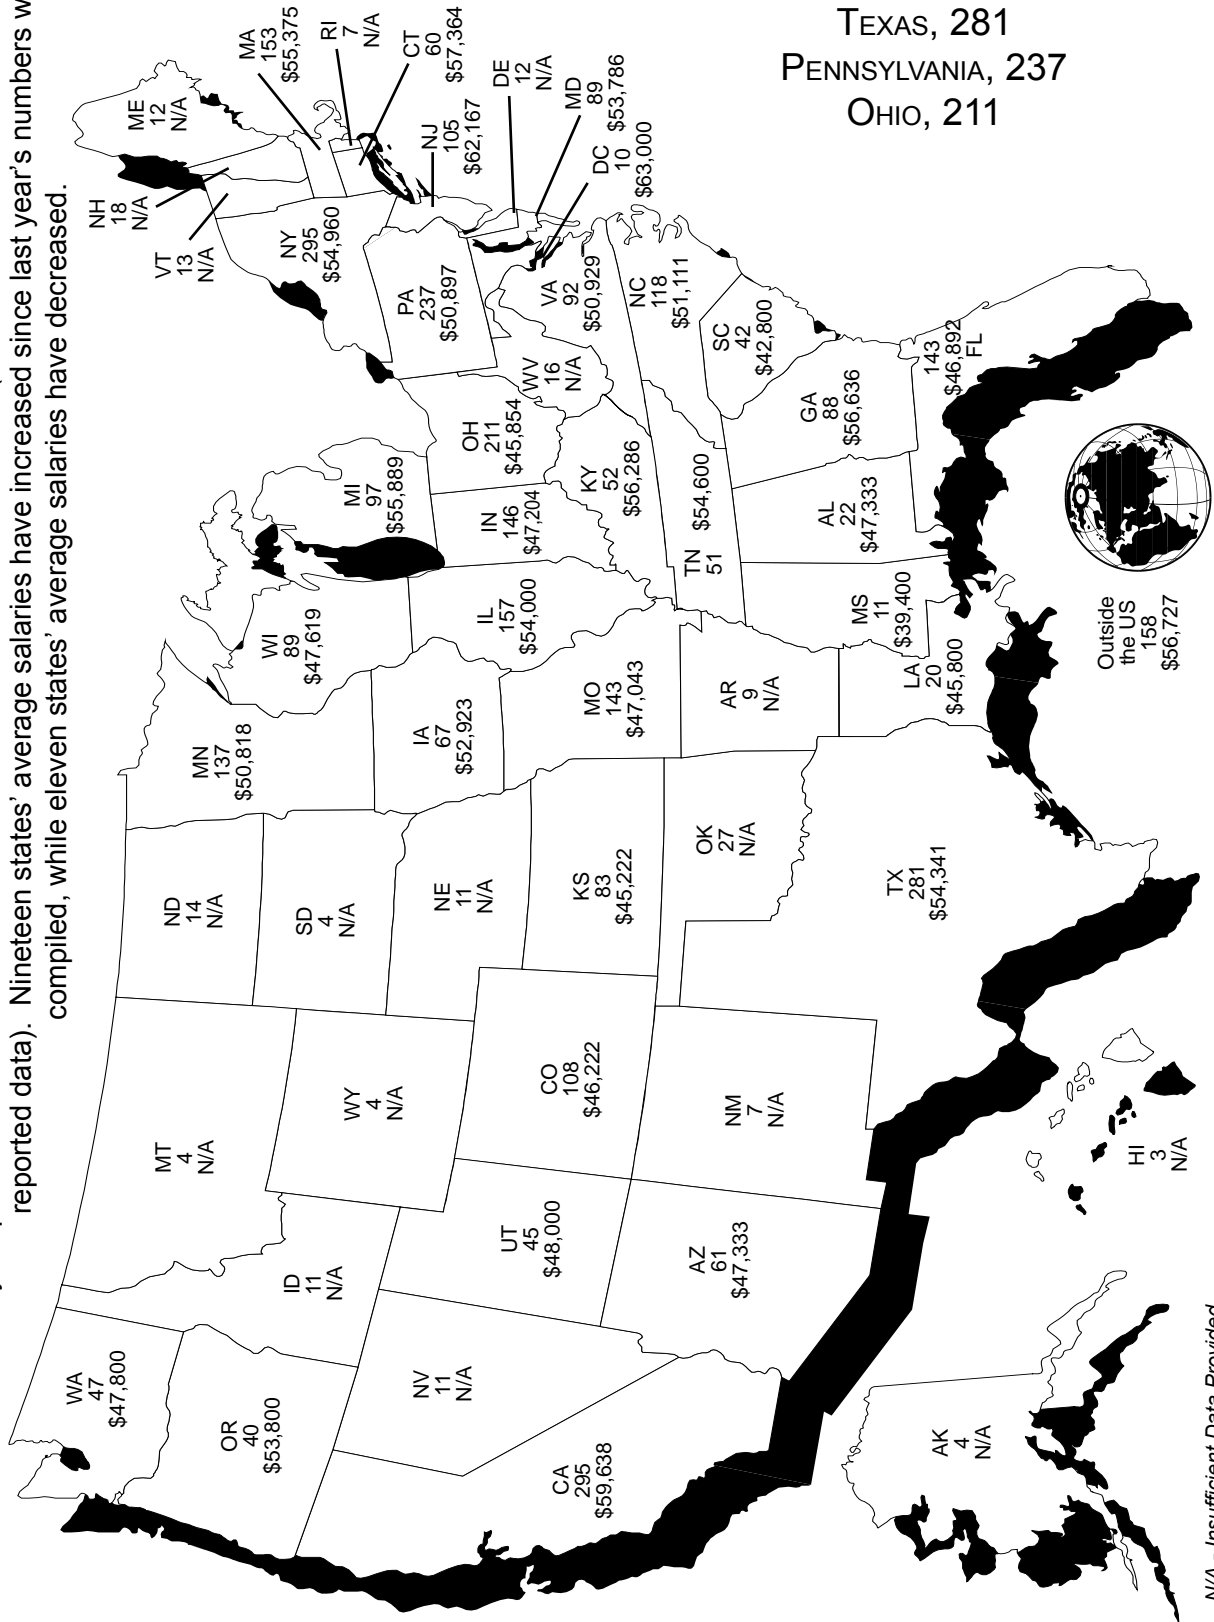 reported data). Nineteen states' average salaries have increased since last year's numbers w
compiled, while eleven states' average salaries have decreased.
TEXAS, 281
PENNSYLVANIA, 237
OHIO, 211
WA
47
$47,800
OR
40
$53,800
CA
295
$59,638
NV
11
N/A
ID
11
N/A
MT
4
N/A
WY
4
N/A
UT
45
$48,000
AZ
61
$47,333
CO
108
$46,222
NM
7
N/A
ND
14
N/A
SD
4
N/A
NE
11
N/A
KS
83
$45,222
OK
27
N/A
TX
281
$54,341
MN
137
$50,818
IA
67
$52,923
MO
143
$47,043
AR
9
N/A
LA
20
$45,800
WI
89
$47,619
IL
157
$54,000
MS
11
$39,400
MI
97
$55,889
IN
146
$47,204
OH
211
$45,854
KY
52
$56,286
TN
51
$54,600
AL
22
$47,333
GA
88
$56,636
143
$46,892
FL
SC
42
$42,800
NC
118
$51,111
VA
92
$50,929
WV
16
N/A
PA
237
$50,897
NY
295
$54,960
VT
13
N/A
NH
18
N/A
ME
12
N/A
MA
153
$55,375
RI
7
N/A
CT
60
$57,364
NJ
105
$62,167
DE
12
N/A
MD
89
$53,786
DC
10
$63,000
Outside
the US
158
$56,727
HI
3
N/A
AK
4
N/A
N/A - Insufficient Data Provided